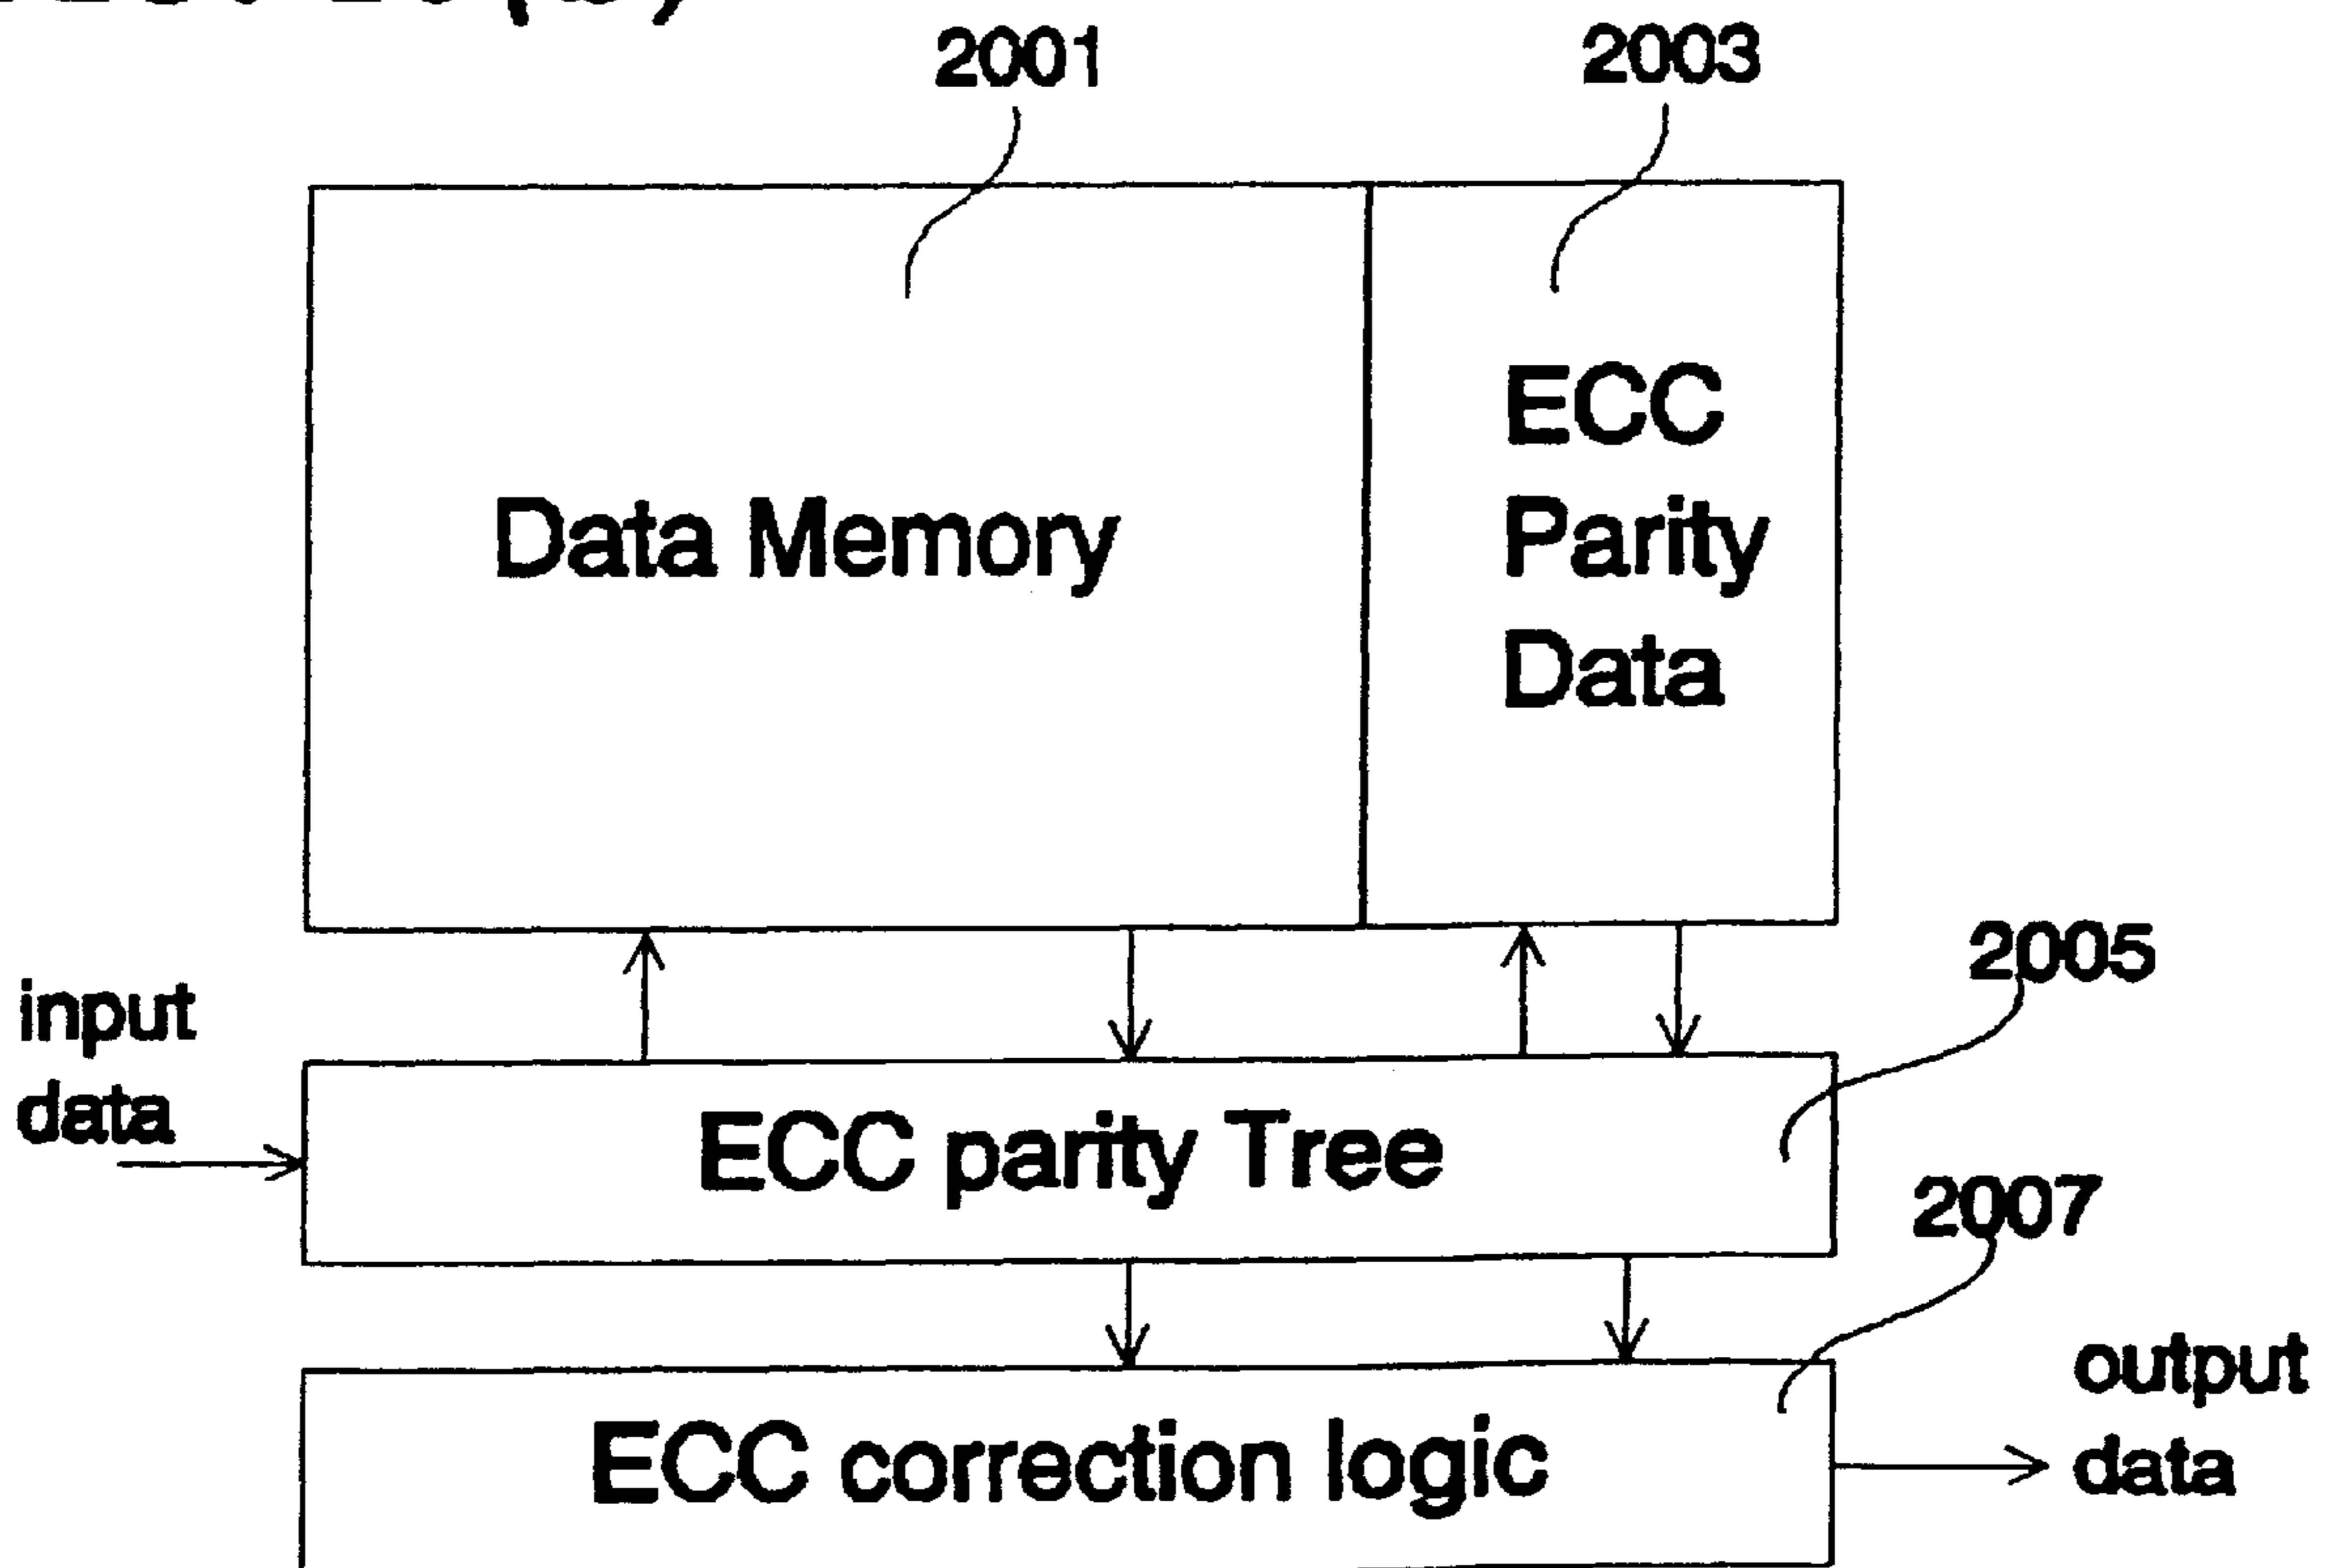 2001
2003
Data Memory
ECC
Parity
Data
2005
input
data
ECC parity Tree
2007
output
data
ECC correction logic